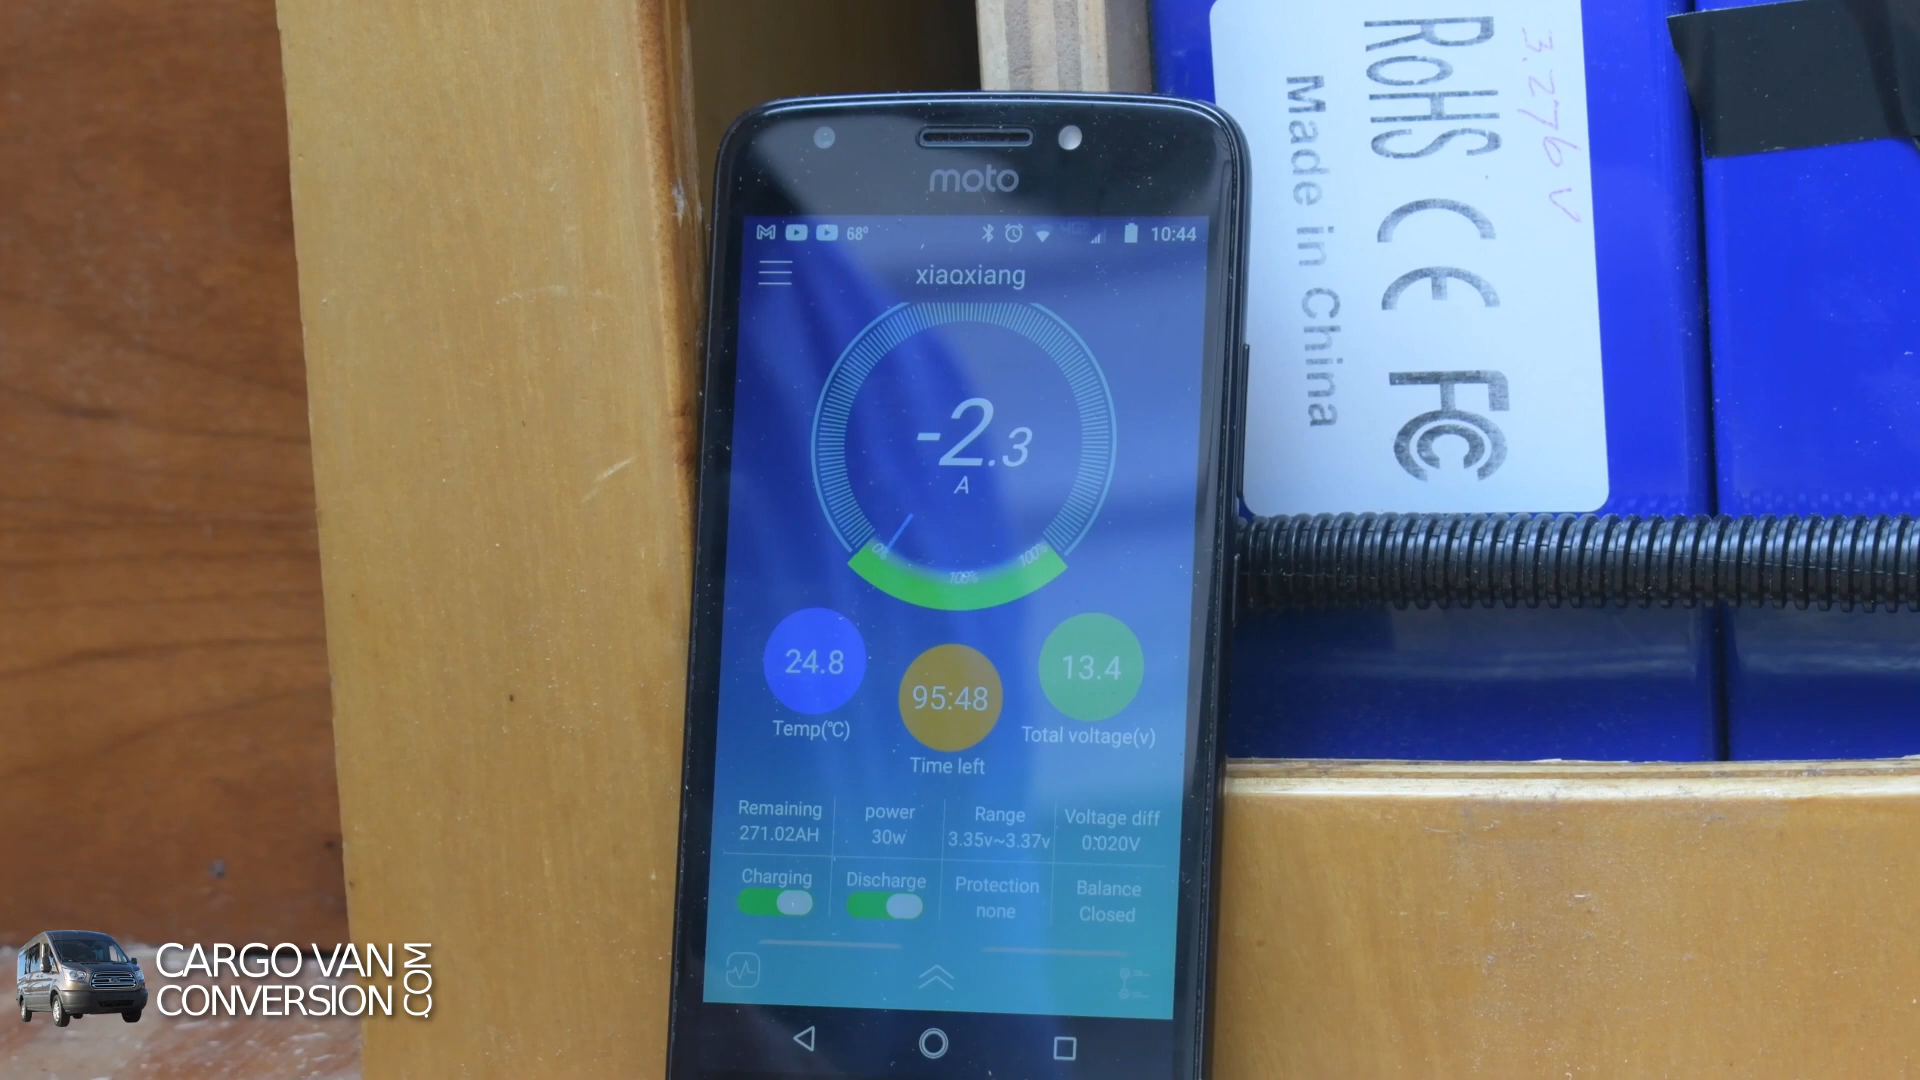 moto
68°
10:44
xiaoxiang
-2.3
A
0%
100%
100%
24.8
Temp(℃)
95:48
Time left
13.4
Total voltage(v)
Remaining
271.02AH
power
30w
Range
3.35v~3.37v
Voltage diff
0.020V
Charging
Discharge
Protection
none
Balance
Closed
3.276 V
RoHS
Made in China
CE
FC
CARGO VAN
CONVERSION
.COM